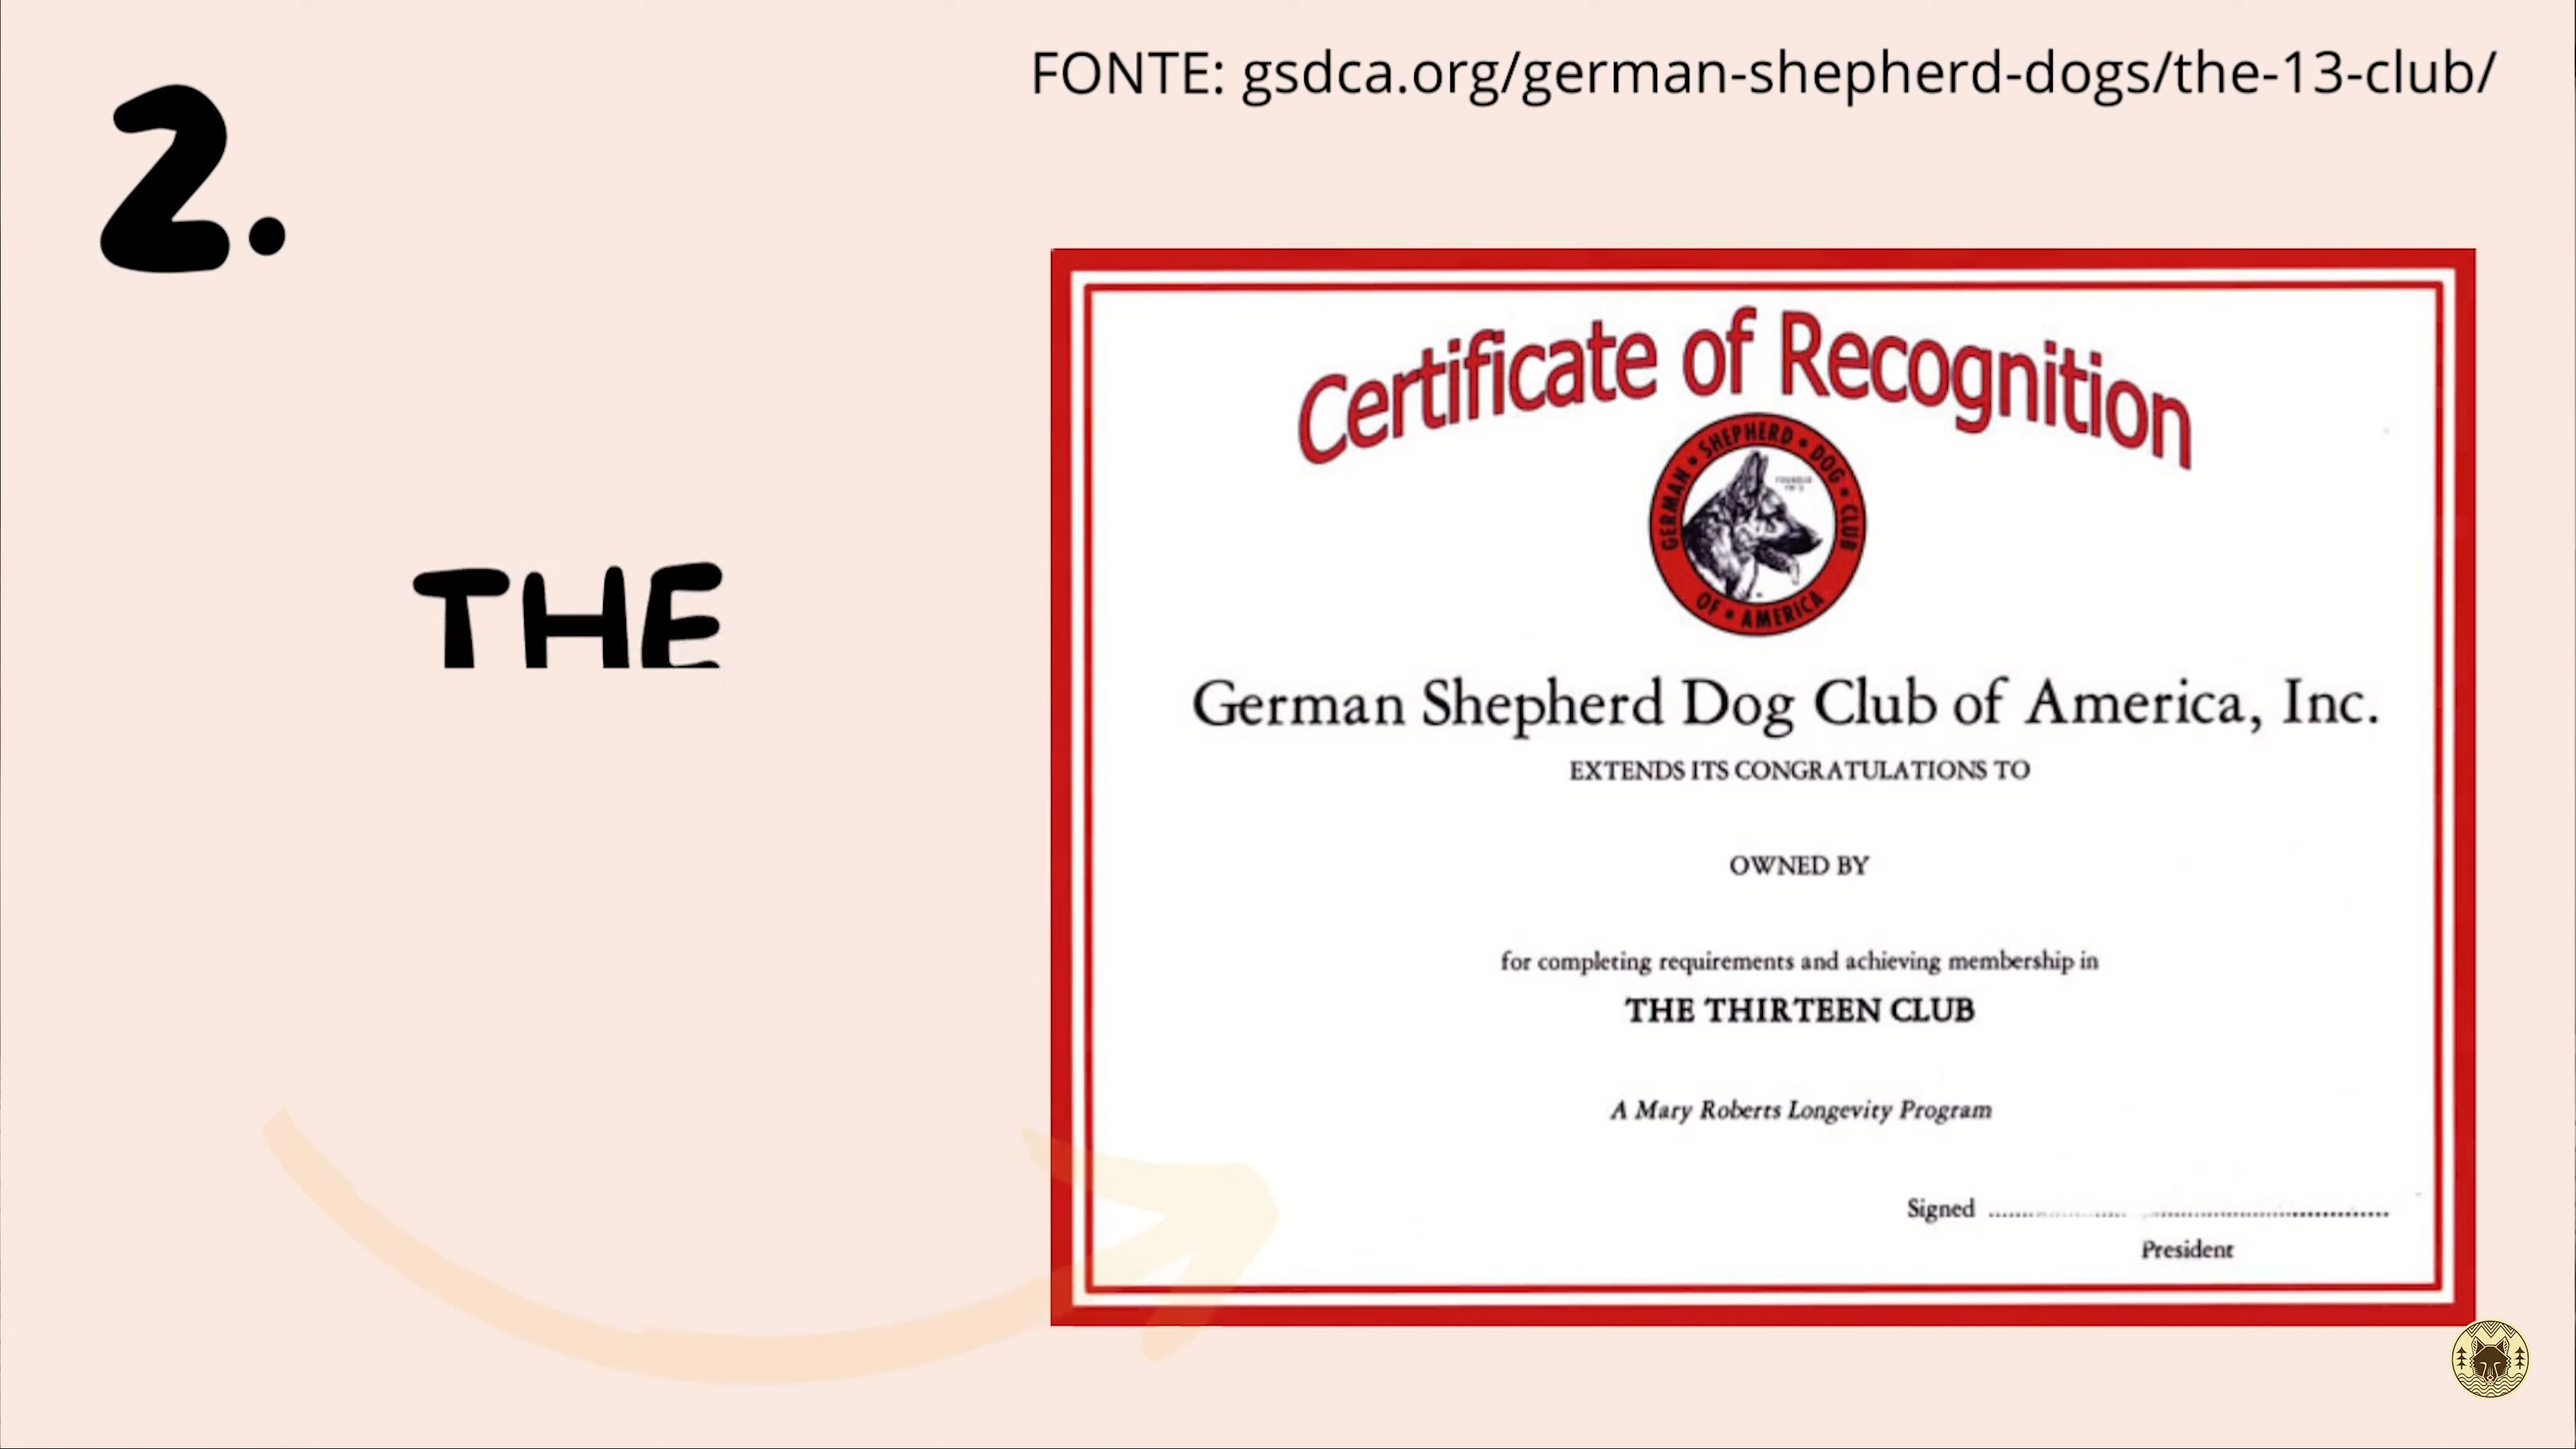 2.
FONTE: gsdca.org/german-shepherd-dogs/the-13-club/
THE
Certificate of Recognition
GERMAN • SHEPHERD • DOG • CLUB
OF • AMERICA
German Shepherd Dog Club of America, Inc.
EXTENDS ITS CONGRATULATIONS TO
OWNED BY
for completing requirements and achieving membership in
THE THIRTEEN CLUB
A Mary Roberts Longevity Program
Signed
President